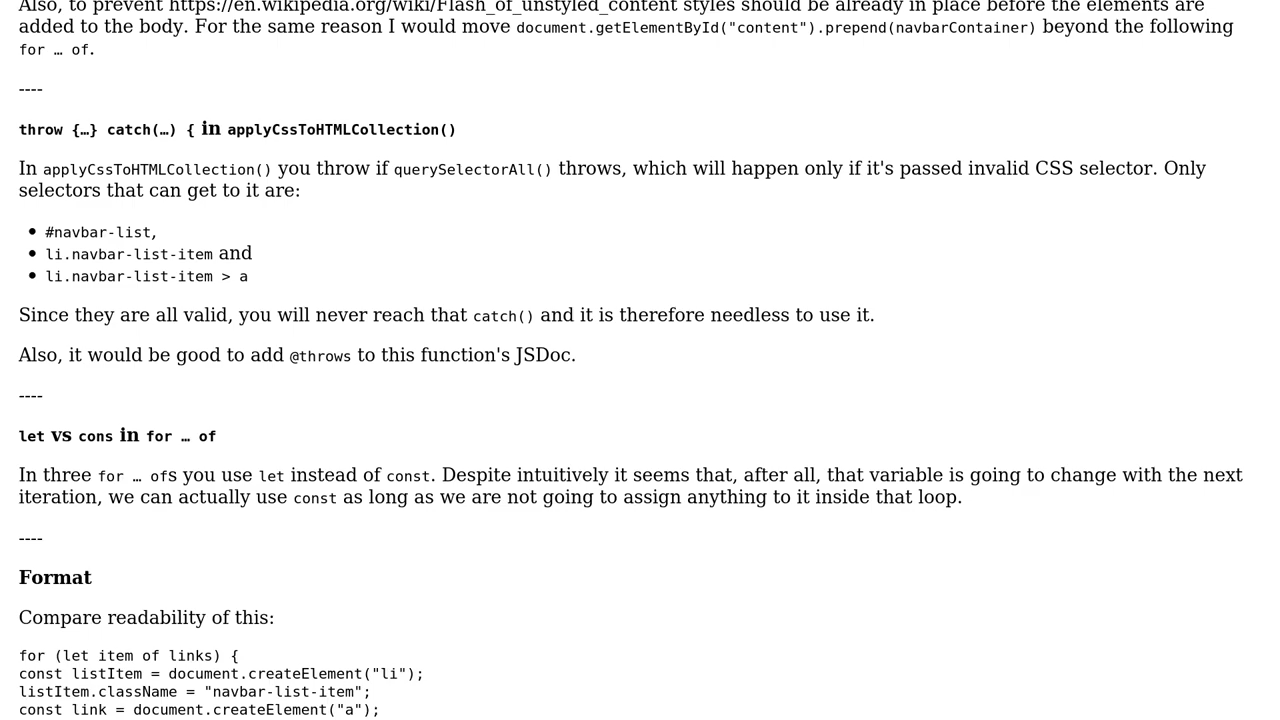 Also, to prevent https://en.wikipedia.org/wiki/Flash_of_unstyled_content styles should be already in place before the elements are
added to the body. For the same reason I would move document.getElementById("content").prepend(navbarContainer) beyond the following
for … of.
----
throw {…} catch(…) { in applyCssToHTMLCollection()
In applyCssToHTMLCollection() you throw if querySelectorAll() throws, which will happen only if it's passed invalid CSS selector. Only
selectors that can get to it are:
• #navbar-list,
• li.navbar-list-item and
• li.navbar-list-item > a
Since they are all valid, you will never reach that catch() and it is therefore needless to use it.
Also, it would be good to add @throws to this function's JSDoc.
----
let vs cons in for … of
In three for … ofs you use let instead of const. Despite intuitively it seems that, after all, that variable is going to change with the next
iteration, we can actually use const as long as we are not going to assign anything to it inside that loop.
----
Format
Compare readability of this:
for (let item of links) {
const listItem = document.createElement("li");
listItem.className = "navbar-list-item";
const link = document.createElement("a");